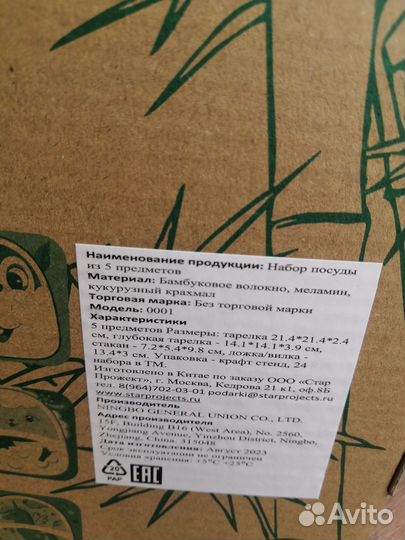 Наименование продукции: Набор посуды
из 5 предметов
Материал: Бамбуковое волокно, меламин,
кукурузный крахмал
Торговая марка: Без торговой марки
Модель: 0001
Характеристики
5 предметов Размеры: тарелка 21.4*21.4*2.4
см, глубокая тарелка - 14.1*14.1*3.9 см,
стакан - 7.2*5.4*9.8 см, ложка/вилка -
13.4*3 см. Упаковка - крафт стенд, 24
набора в ТМ.
Изготовлено в Китае по заказу ООО «Стар
Прожект», г. Москва, Кедрова 21 к1, оф.8Б
тел. 8(964)702-03-01 podarki@starprojects.ru
www.starprojects.ru
Производитель
NINGBO GENERAL UNION CO., LTD.
Адрес производителя
15F, Building B16 (West Area), No. 2560,
Yongjiang Avenue, Yinzhou District, Ningbo,
Zhejiang, China, 315048
Дата изготовления: Август 2023
Срок эксплуатации не ограничен
Условия хранения: +5°C +25°C
20
PAP
EAC
Avito